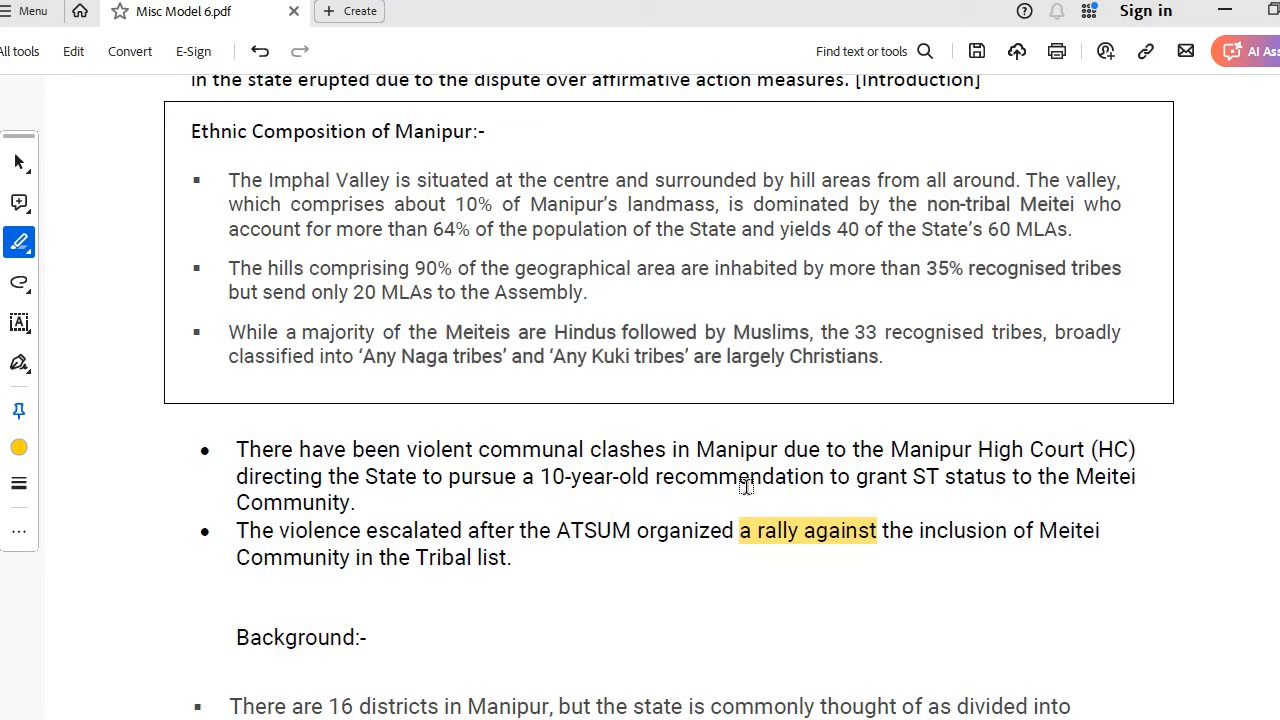 Menu
Misc Model 6.pdf
Create
Sign in
All tools
Edit
Convert
E-Sign
Find text or tools
AI Ass
in the state erupted due to the dispute over affirmative action measures. [Introduction]
Ethnic Composition of Manipur:-
▪ The Imphal Valley is situated at the centre and surrounded by hill areas from all around. The valley,
which comprises about 10% of Manipur’s landmass, is dominated by the non-tribal Meitei who
account for more than 64% of the population of the State and yields 40 of the State’s 60 MLAs.
▪ The hills comprising 90% of the geographical area are inhabited by more than 35% recognised tribes
but send only 20 MLAs to the Assembly.
▪ While a majority of the Meiteis are Hindus followed by Muslims, the 33 recognised tribes, broadly
classified into ‘Any Naga tribes’ and ‘Any Kuki tribes’ are largely Christians.
• There have been violent communal clashes in Manipur due to the Manipur High Court (HC)
directing the State to pursue a 10-year-old recommendation to grant ST status to the Meitei
Community.
• The violence escalated after the ATSUM organized a rally against the inclusion of Meitei
Community in the Tribal list.
Background:-
▪ There are 16 districts in Manipur, but the state is commonly thought of as divided into